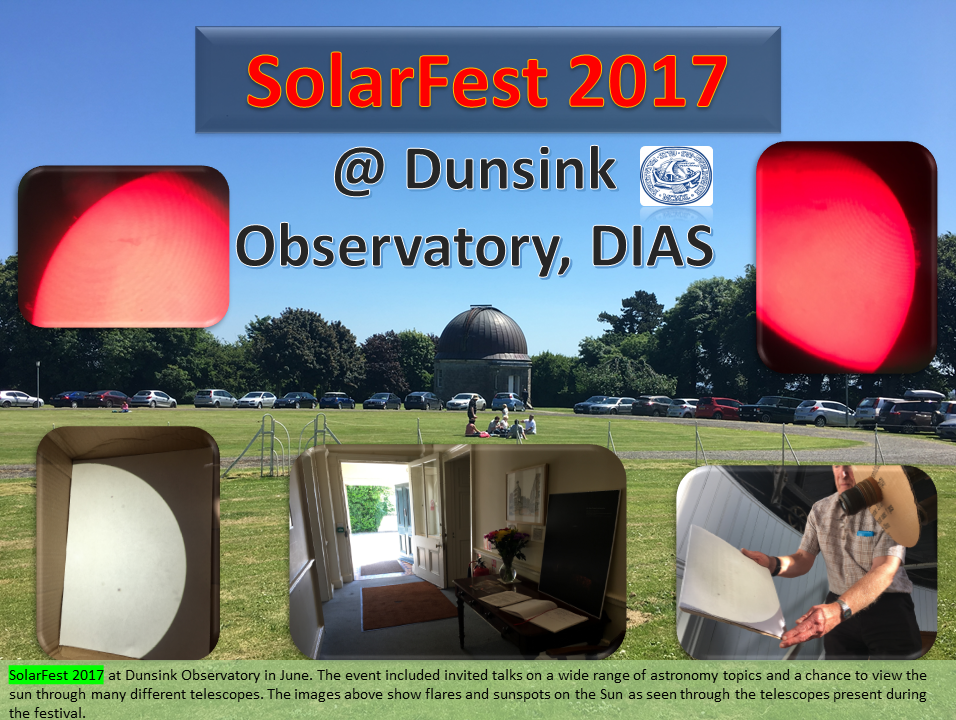 SolarFest 2017
@ Dunsink
Observatory, DIAS
SolarFest 2017 at Dunsink Observatory in June. The event included invited talks on a wide range of astronomy topics and a chance to view the
sun through many different telescopes. The images above show flares and sunspots on the Sun as seen through the telescopes present during
the festival.